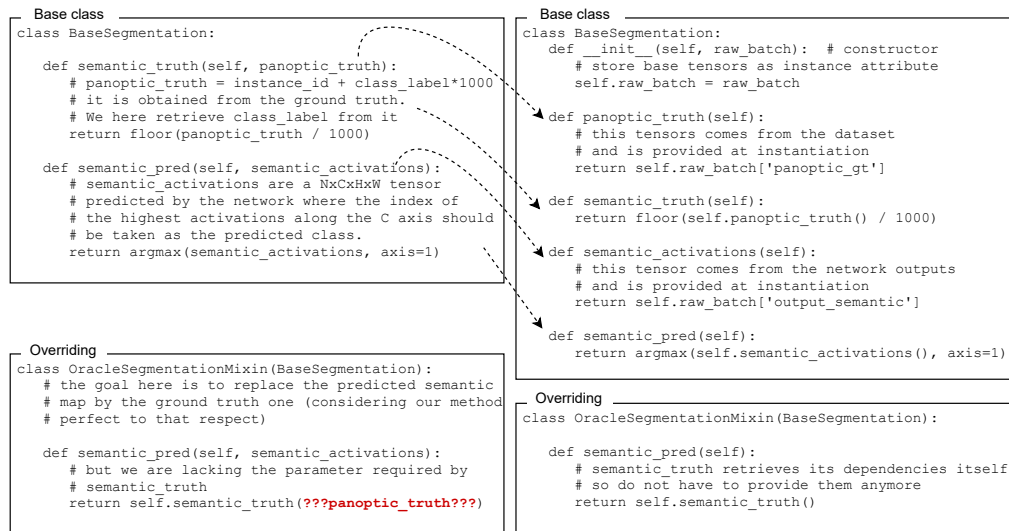 Base class
class BaseSegmentation:
def semantic_truth(self, panoptic_truth):
# panoptic_truth = instance_id + class_label*1000
# it is obtained from the ground truth.
# We here retrieve class_label from it
return floor(panoptic_truth / 1000)
def semantic_pred(self, semantic_activations):
# semantic_activations are a NxCxHxW tensor
# predicted by the network where the index of
# the highest activations along the C axis should
# be taken as the predicted class.
return argmax(semantic_activations, axis=1)
Overriding
class OracleSegmentationMixin(BaseSegmentation):
# the goal here is to replace the predicted semantic
# map by the ground truth one (considering our method
# perfect to that respect)
def semantic_pred(self, semantic_activations):
# but we are lacking the parameter required by
# semantic_truth
return self.semantic_truth(???panoptic_truth???)
Base class
class BaseSegmentation:
def __init__(self, raw_batch):  # constructor
# store base tensors as instance attribute
self.raw_batch = raw_batch
def panoptic_truth(self):
# this tensors comes from the dataset
# and is provided at instantiation
return self.raw_batch['panoptic_gt']
def semantic_truth(self):
return floor(self.panoptic_truth() / 1000)
def semantic_activations(self):
# this tensor comes from the network outputs
# and is provided at instantiation
return self.raw_batch['output_semantic']
def semantic_pred(self):
return argmax(self.semantic_activations(), axis=1)
Overriding
class OracleSegmentationMixin(BaseSegmentation):
def semantic_pred(self):
# semantic_truth retrieves its dependencies itself
# so do not have to provide them anymore
return self.semantic_truth()